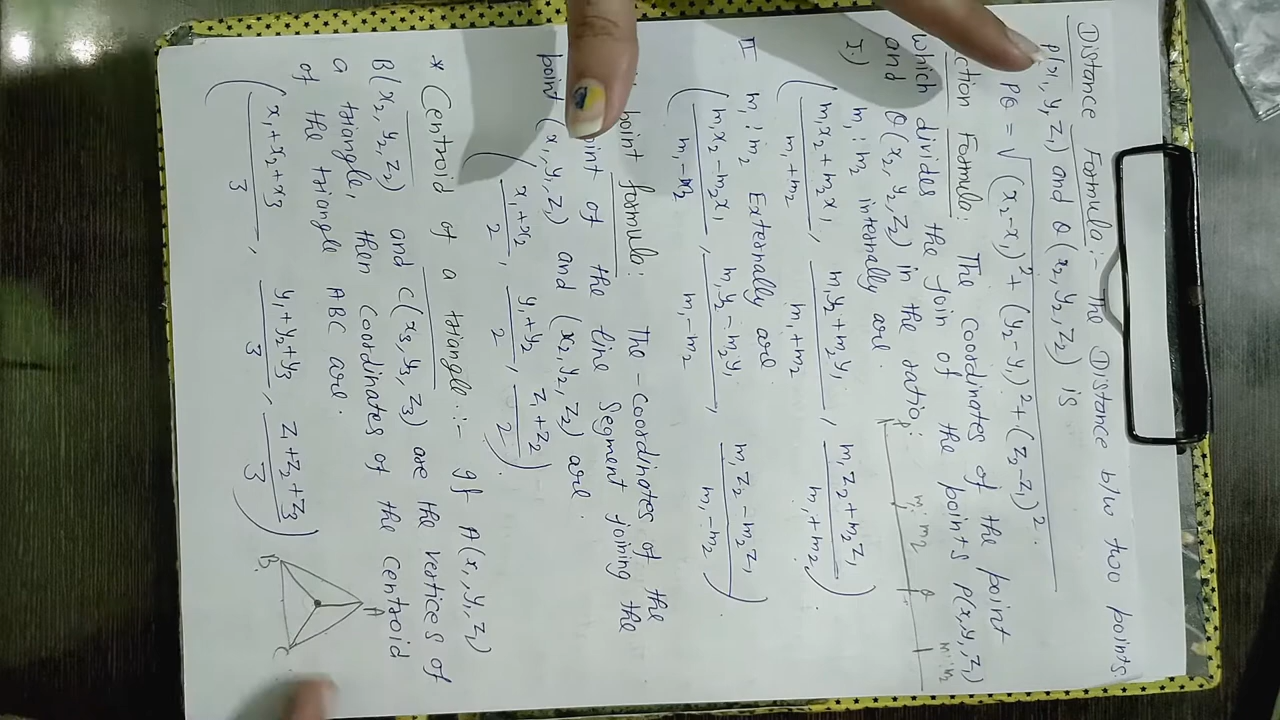 Distance Formula :- The Distance b/w two points
P(x₁, y₁, z₁) and Q(x₂, y₂, z₂) is
PQ = √(x₂-x₁)² + (y₂-y₁)² + (z₂-z₁)².
ction Formula: The coordinates of the point
which divides the join of the points P(x₁y₁, z₁)
and Q(x₂, y₂, z₂) in the ratio:
I.) m₁ : m₂ internally are.
( m₁x₂ + m₂x₁ / m₁+m₂ , m₁y₂ + m₂y₁ / m₁+m₂ , m₁z₂ + m₂z₁ / m₁+m₂ ).
P m₁:m₂ Q m₁:m₂
II m₁ : m₂ Externally are.
( m₁x₂ - m₂x₁ / m₁-m₂ , m₁y₂ - m₂y₁ / m₁-m₂ , m₁z₂ - m₂z₁ / m₁-m₂ ).
point formula: The -coordinates of the
point of the line segment joining the
point (x₁, y₁, z₁) and (x₂, y₂, z₂) are.
( x₁+x₂ / 2 , y₁+y₂ / 2 , z₁+z₂ / 2 ).
* Centroid of a triangle :- If A(x₁, y₁, z₁)
B(x₂, y₂, z₂) and C(x₃, y₃, z₃) are the vertices of
a triangle, then coordinates of the centroid
of the triangle ABC are.
( x₁+x₂+x₃ / 3 , y₁+y₂+y₃ / 3 , z₁+z₂+z₃ / 3 )
A
B
C